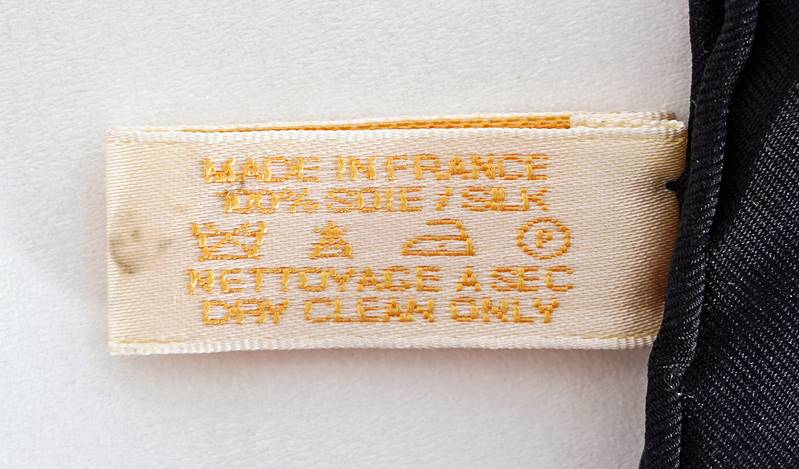 MADE IN FRANCE
100% SOIE / SILK
P
NETTOYAGE A SEC
DRY CLEAN ONLY